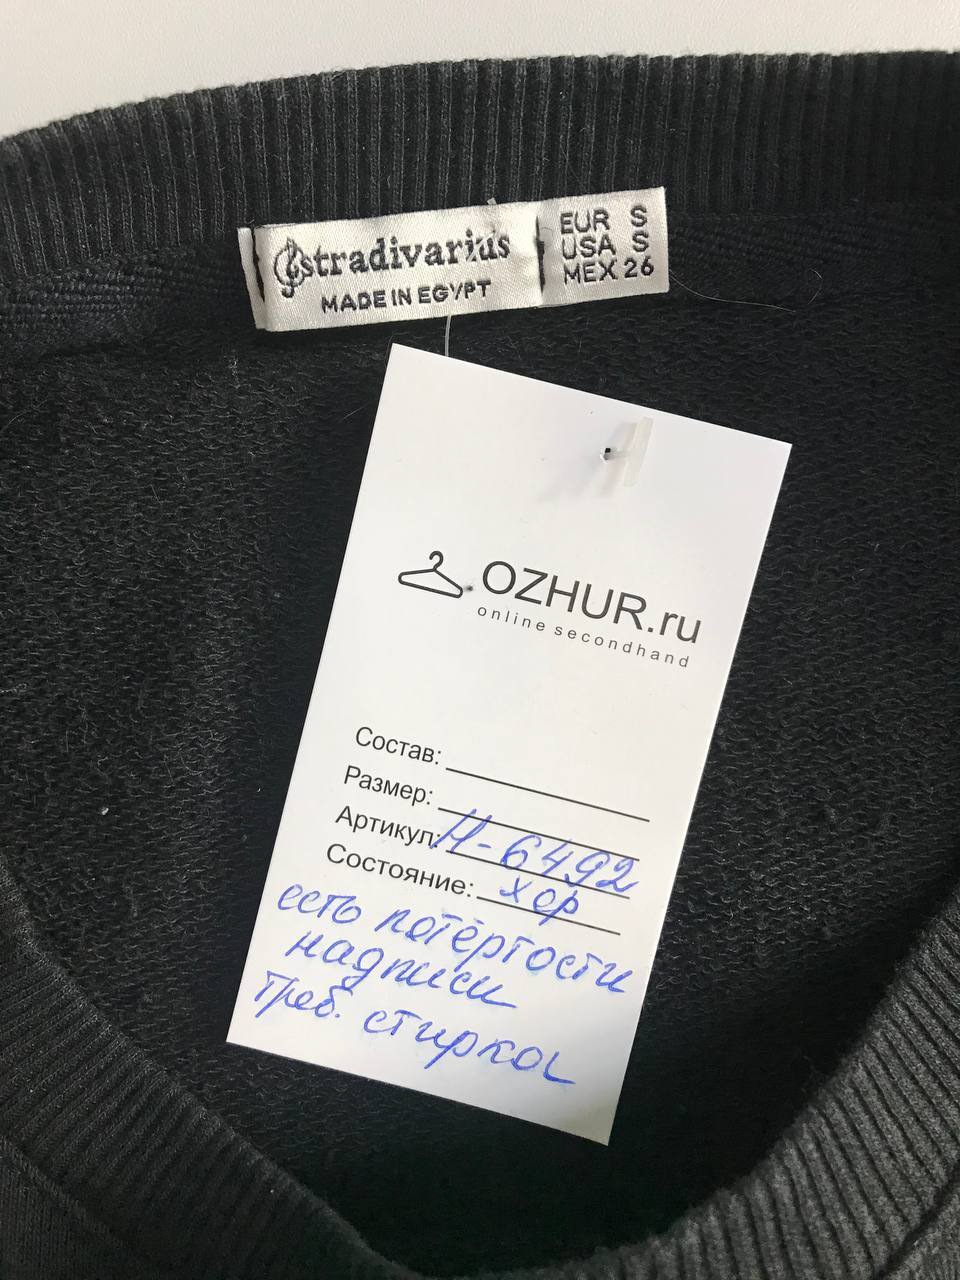 stradivarius
MADE IN EGYPT
EUR S
USA S
MEX 26
OZHUR.ru
online secondhand
Состав:
Размер:
Артикул: Н-6492
Состояние: хор
есть потёртости
надписи
треб. стирка